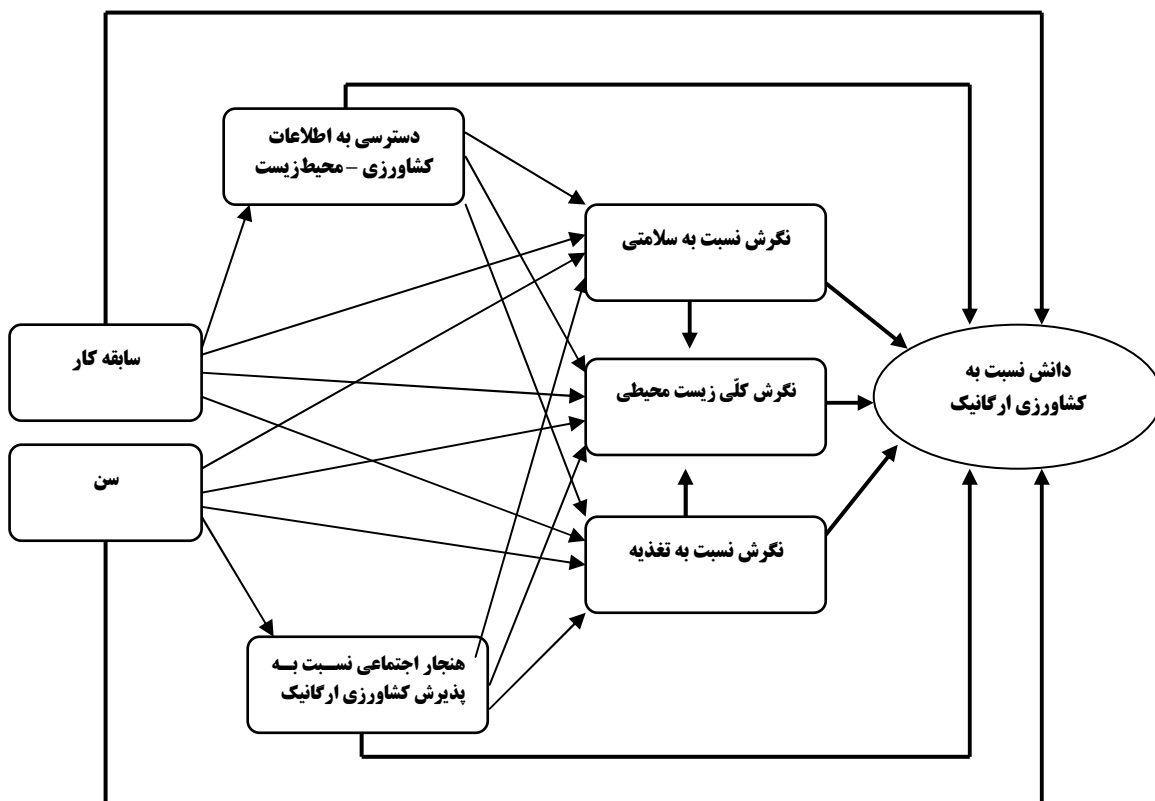 دسترسی به اطلاعات
کشاورزی – محیط‌زیست
نگرش نسبت به سلامتی
سابقه کار
نگرش کلّی زیست محیطی
دانش نسبت به
کشاورزی ارگانیک
سن
نگرش نسبت به تغذیه
هنجار اجتماعی نسبت به
پذیرش کشاورزی ارگانیک